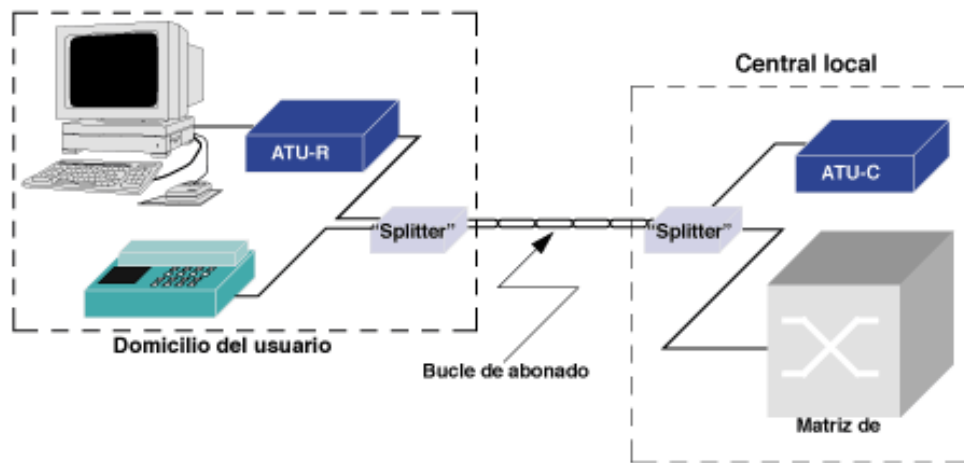 Central local
ATU-R
ATU-C
"Splitter"
"Splitter"
Domicilio del usuario
Bucle de abonado
Matriz de